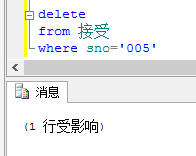 delete
from 接受
where sno='005'
消息
(1 行受影响)